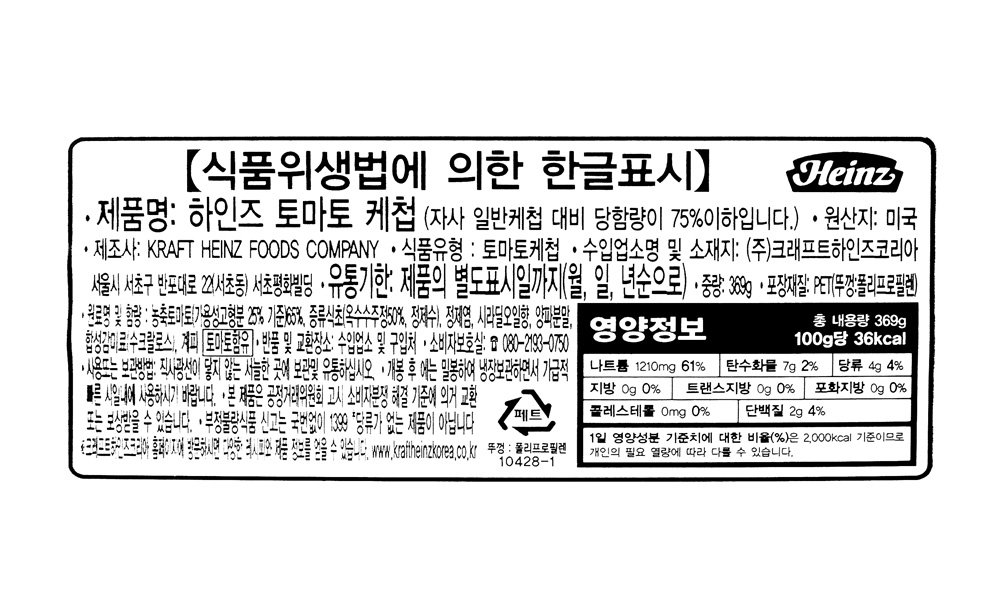 【식품위생법에 의한 한글표시】
Heinz
· 제품명: 하인즈 토마토 케첩 (자사 일반케첩 대비 당함량이 75%이하입니다.) · 원산지: 미국
· 제조사: KRAFT HEINZ FOODS COMPANY · 식품유형 : 토마토케첩 · 수입업소명 및 소재지: (주)크래프트하인즈코리아
서울시 서초구 반포대로 22(서초동) 서초평화빌딩 · 유통기한: 제품의 별도표시일까지(월, 일, 년순으로) · 중량: 369g · 포장재질: PET(뚜껑:폴리프로필렌)
· 원료명 및 함량 : 농축토마토(가용성고형분 25% 기준)65%, 증류식초(옥수수주정50%, 정제수), 정제염, 시라딜오일향, 양파분말,
합성감미료(수크랄로스), 계피 토마토함유 · 반품 및 교환장소: 수입업소 및 구입처 · 소비자보호실: ☎ 080-2193-0750
· 사용또는 보관방법: 직사광선이 닿지 않는 서늘한 곳에 보관및 유통하십시오. · 개봉 후 에는 밀봉하여 냉장보관하면서 가급적
빠른 시일내에 사용하시기 바랍니다. · 본 제품은 공정거래위원회 고시 소비자분쟁 해결 기준에 의거 교환
또는 보상받을 수 있습니다. · 부정불량식품 신고는 국번없이 1399 *당류가 없는 제품이 아닙니다
※크래프트하인즈코리아 홈페이지에 방문하시면 다양한 레시피와 제품 정보를 얻을 수 있습니다. www.kraftheinzkorea.co.kr
페트
뚜껑 : 폴리프로필렌
10428-1
영양정보
총 내용량 369g
100g당 36kcal
나트륨 1210mg 61% 탄수화물 7g 2% 당류 4g 4%
지방 0g 0% 트랜스지방 0g 0% 포화지방 0g 0%
콜레스테롤 0mg 0% 단백질 2g 4%
1일 영양성분 기준치에 대한 비율(%)은 2,000kcal 기준이므로
개인의 필요 열량에 따라 다를 수 있습니다.